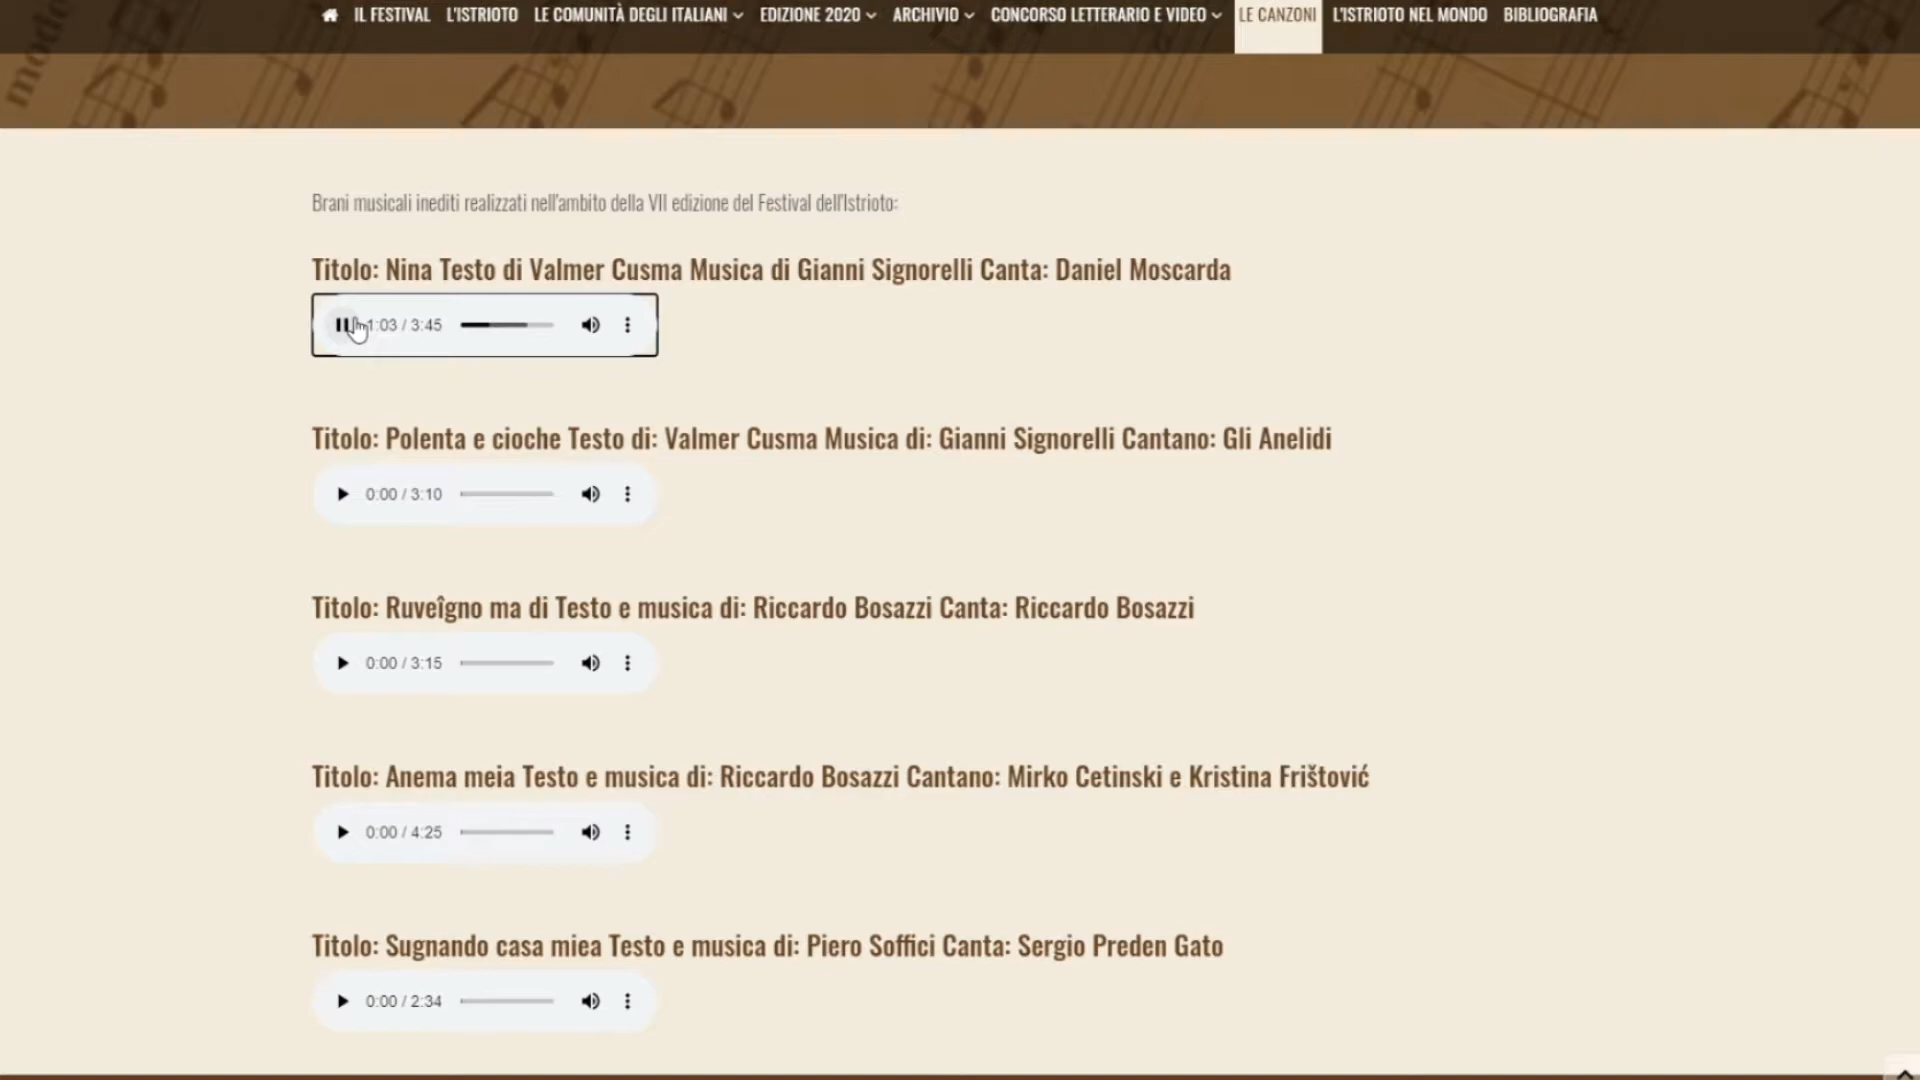 IL FESTIVAL L'ISTRIOTO LE COMUNITÀ DEGLI ITALIANI EDIZIONE 2020 ARCHIVIO CONCORSO LETTERARIO E VIDEO LE CANZONI L'ISTRIOTO NEL MONDO BIBLIOGRAFIA
Brani musicali inediti realizzati nell'ambito della VII edizione del Festival dell'Istrioto:
Titolo: Nina Testo di Valmer Cusma Musica di Gianni Signorelli Canta: Daniel Moscarda
1:03 / 3:45
Titolo: Polenta e cioche Testo di: Valmer Cusma Musica di: Gianni Signorelli Cantano: Gli Anelidi
0:00 / 3:10
Titolo: Ruveîgno ma di Testo e musica di: Riccardo Bosazzi Canta: Riccardo Bosazzi
0:00 / 3:15
Titolo: Anema meia Testo e musica di: Riccardo Bosazzi Cantano: Mirko Cetinski e Kristina Frištović
0:00 / 4:25
Titolo: Sugnando casa miea Testo e musica di: Piero Soffici Canta: Sergio Preden Gato
0:00 / 2:34